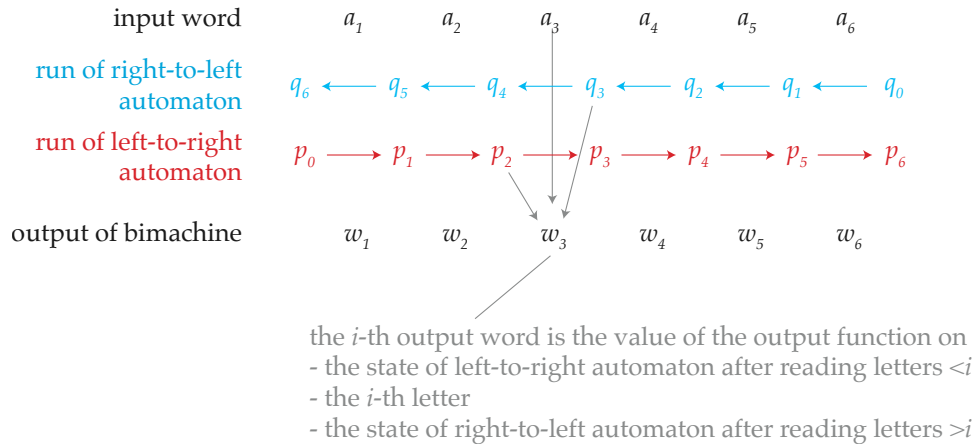 input word a₁ a₂ a₃ a₄ a₅ a₆
run of right-to-left
automaton
q₆ q₅ q₄ q₃ q₂ q₁ q₀
run of left-to-right
automaton
p₀ p₁ p₂ p₃ p₄ p₅ p₆
output of bimachine w₁ w₂ w₃ w₄ w₅ w₆
the i-th output word is the value of the output function on
- the state of left-to-right automaton after reading letters <i
- the i-th letter
- the state of right-to-left automaton after reading letters >i